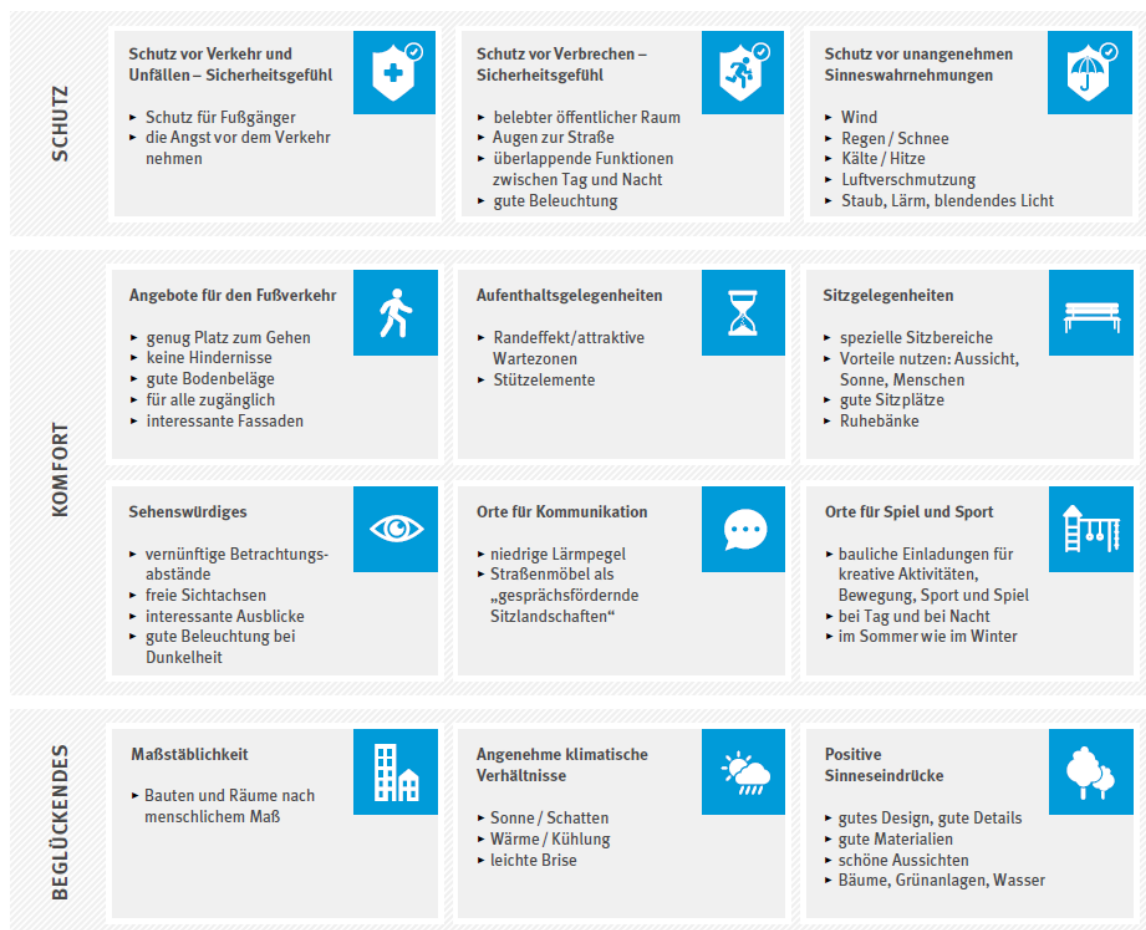 SCHUTZ
Schutz vor Verkehr und
Unfällen – Sicherheitsgefühl
► Schutz für Fußgänger
► die Angst vor dem Verkehr
nehmen
Schutz vor Verbrechen –
Sicherheitsgefühl
► belebter öffentlicher Raum
► Augen zur Straße
► überlappende Funktionen
zwischen Tag und Nacht
► gute Beleuchtung
Schutz vor unangenehmen
Sinneswahrnehmungen
► Wind
► Regen / Schnee
► Kälte / Hitze
► Luftverschmutzung
► Staub, Lärm, blendendes Licht
KOMFORT
Angebote für den Fußverkehr
► genug Platz zum Gehen
► keine Hindernisse
► gute Bodenbeläge
► für alle zugänglich
► interessante Fassaden
Aufenthaltsgelegenheiten
► Randeffekt/attraktive
Wartezonen
► Stützelemente
Sitzgelegenheiten
► spezielle Sitzbereiche
► Vorteile nutzen: Aussicht,
Sonne, Menschen
► gute Sitzplätze
► Ruhebänke
Sehenswürdiges
► vernünftige Betrachtungs-
abstände
► freie Sichtachsen
► interessante Ausblicke
► gute Beleuchtung bei
Dunkelheit
Orte für Kommunikation
► niedrige Lärmpegel
► Straßenmöbel als
„gesprächsfördernde
Sitzlandschaften“
Orte für Spiel und Sport
► bauliche Einladungen für
kreative Aktivitäten,
Bewegung, Sport und Spiel
► bei Tag und bei Nacht
► im Sommer wie im Winter
BEGLÜCKENDES
Maßstäblichkeit
► Bauten und Räume nach
menschlichem Maß
Angenehme klimatische
Verhältnisse
► Sonne / Schatten
► Wärme / Kühlung
► leichte Brise
Positive
Sinneseindrücke
► gutes Design, gute Details
► gute Materialien
► schöne Aussichten
► Bäume, Grünanlagen, Wasser